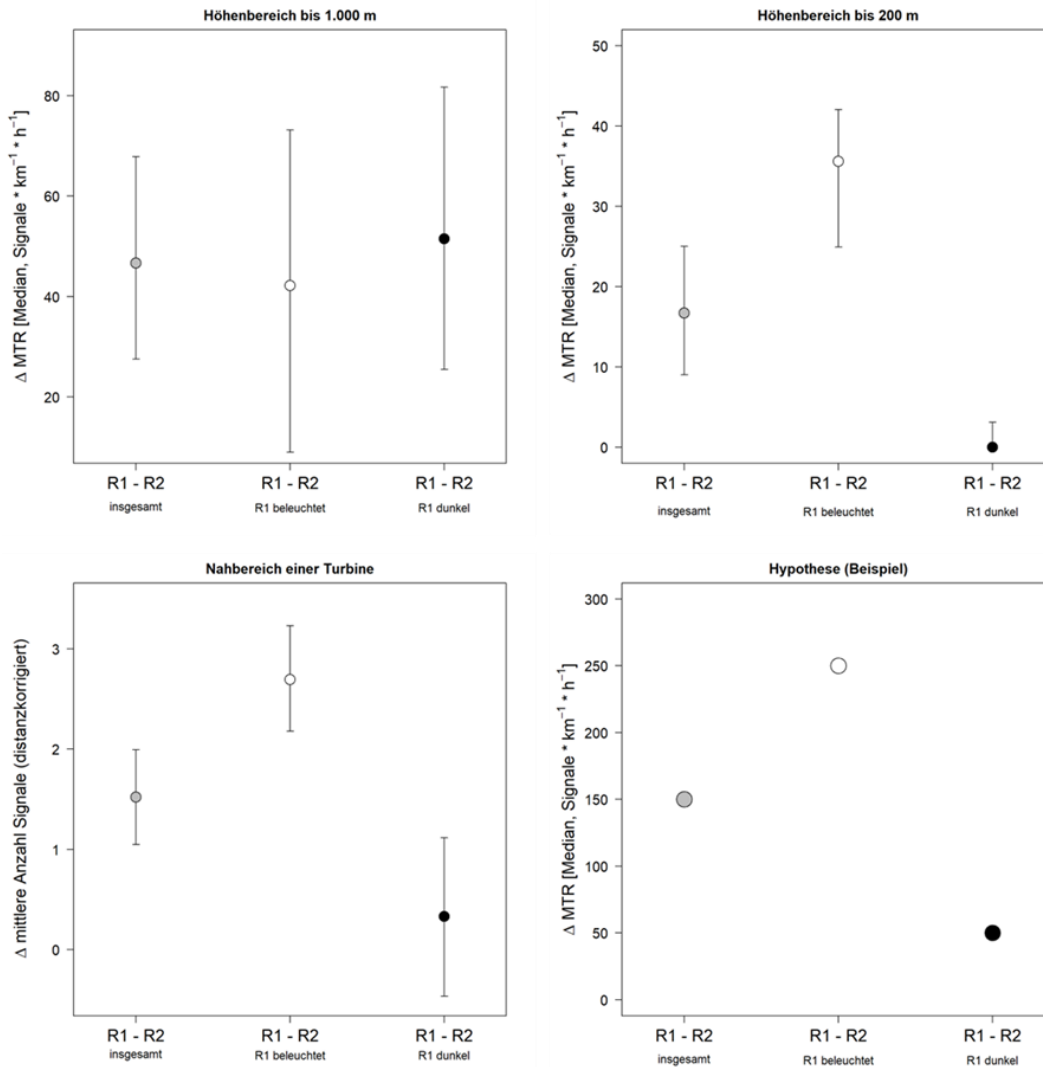 Höhenbereich bis 1.000 m
Δ MTR [Median, Signale * km⁻¹ * h⁻¹]
80
60
40
20
R1 - R2
R1 - R2
R1 - R2
insgesamt
R1 beleuchtet
R1 dunkel
Höhenbereich bis 200 m
Δ MTR [Median, Signale * km⁻¹ * h⁻¹]
50
40
30
20
10
0
R1 - R2
R1 - R2
R1 - R2
insgesamt
R1 beleuchtet
R1 dunkel
Nahbereich einer Turbine
Δ mittlere Anzahl Signale (distanzkorrigiert)
3
2
1
0
R1 - R2
R1 - R2
R1 - R2
insgesamt
R1 beleuchtet
R1 dunkel
Hypothese (Beispiel)
Δ MTR [Median, Signale * km⁻¹ * h⁻¹]
300
250
200
150
100
50
0
R1 - R2
R1 - R2
R1 - R2
insgesamt
R1 beleuchtet
R1 dunkel